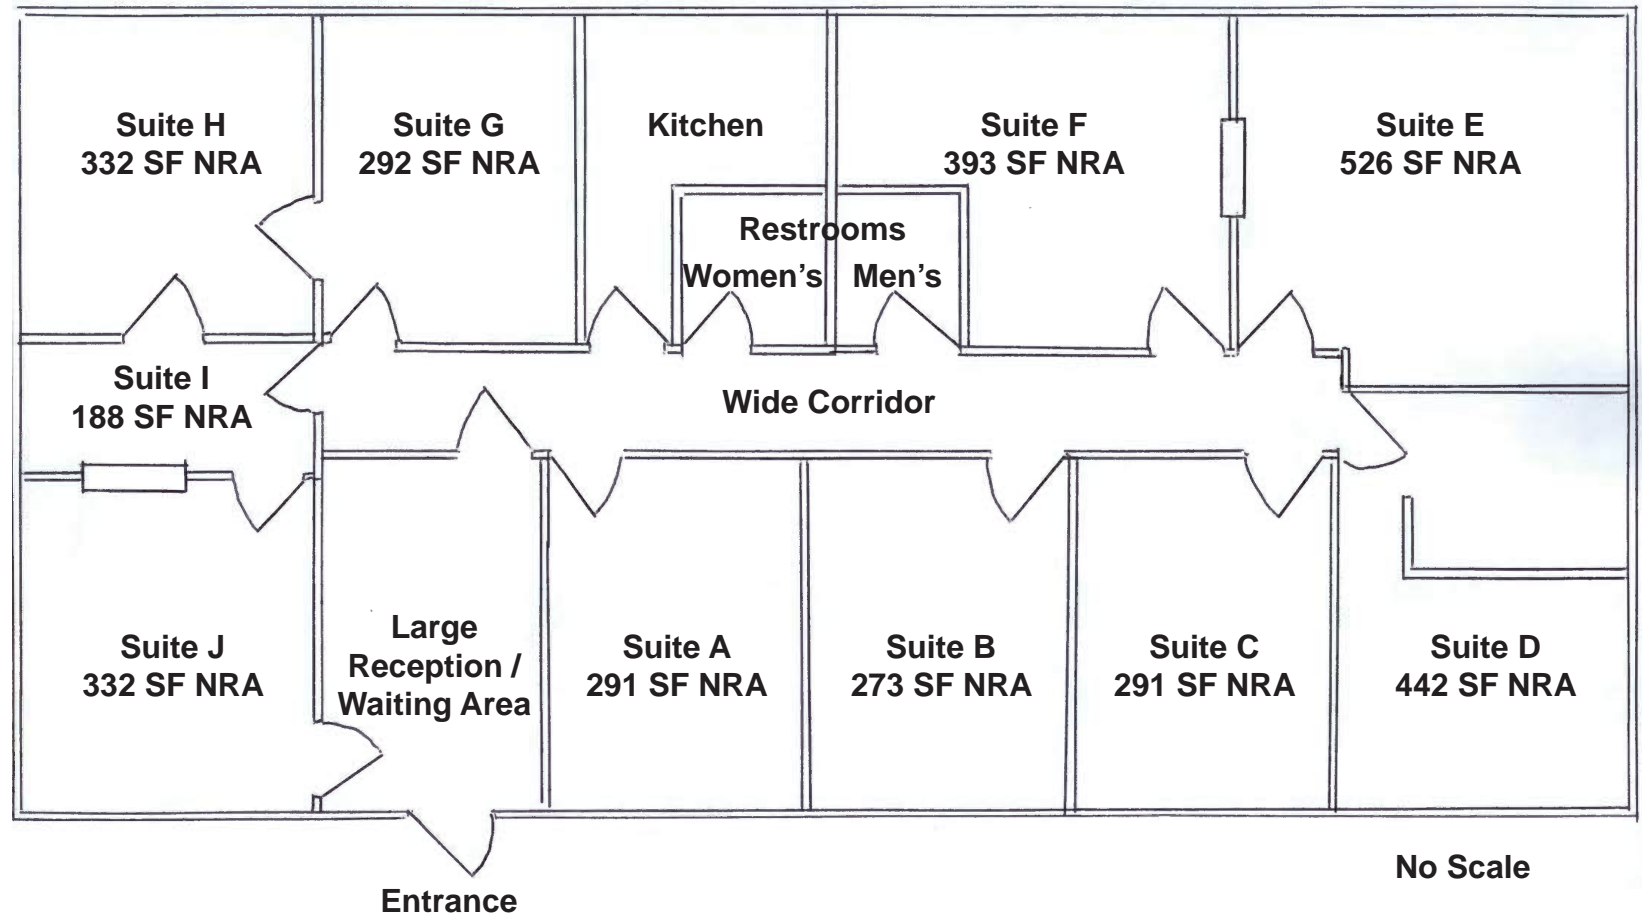 Suite H
332 SF NRA
Suite G
292 SF NRA
Kitchen
Suite F
393 SF NRA
Suite E
526 SF NRA
Restrooms
Women’s
Men’s
Suite I
188 SF NRA
Wide Corridor
Suite J
332 SF NRA
Large
Reception /
Waiting Area
Suite A
291 SF NRA
Suite B
273 SF NRA
Suite C
291 SF NRA
Suite D
442 SF NRA
No Scale
Entrance